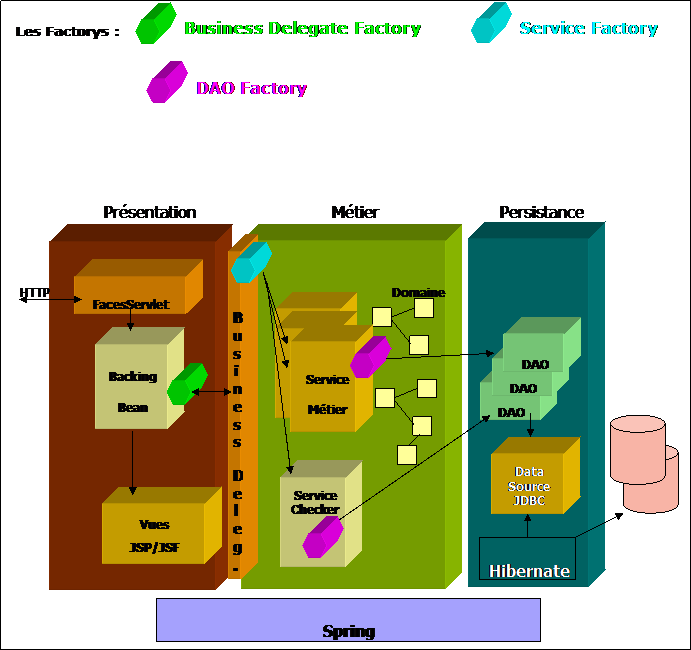 Les Factorys :
Business Delegate Factory
Service Factory
DAO Factory
Présentation
Métier
Persistance
HTTP
FacesServlet
Domaine
Backing
Bean
Business Deleg.
Service
Métier
DAO
DAO
DAO
Service
Checker
Data
Source
JDBC
Vues
JSP/JSF
Hibernate
Spring